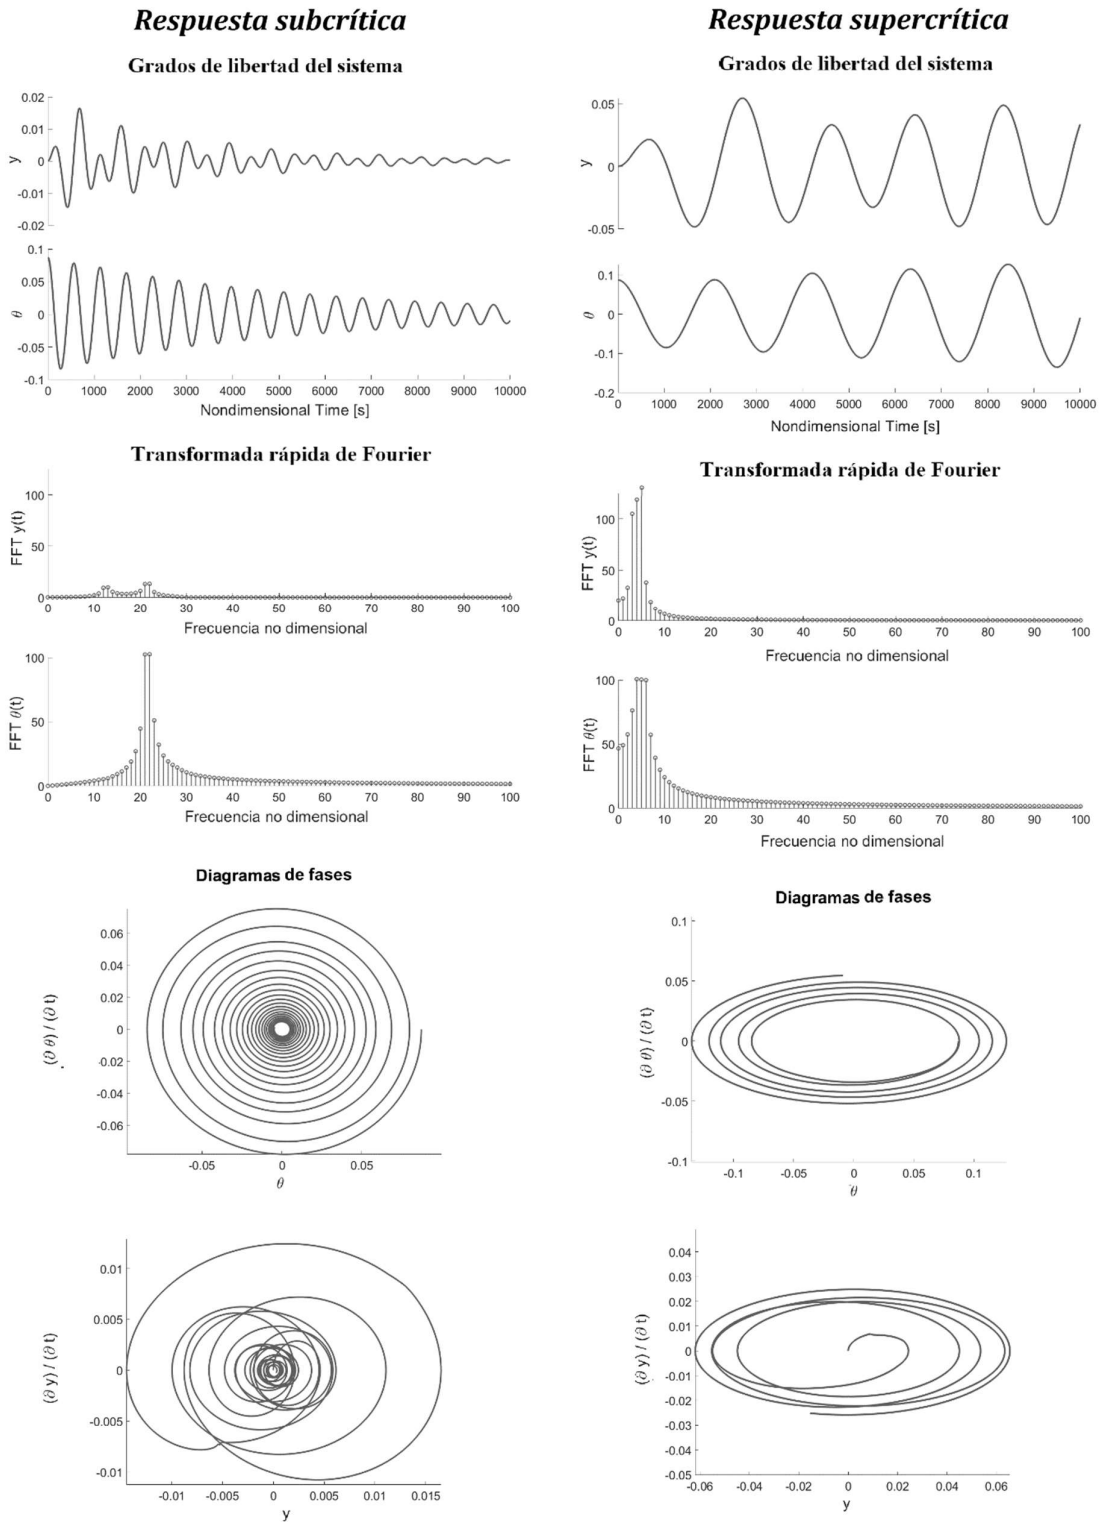 Respuesta subcrítica
Grados de libertad del sistema
0.02
0.01
0
-0.01
-0.02
y
0.1
0.05
0
-0.05
-0.1
θ
0 1000 2000 3000 4000 5000 6000 7000 8000 9000 10000
Nondimensional Time [s]
Transformada rápida de Fourier
100
50
0
FFT y(t)
0 10 20 30 40 50 60 70 80 90 100
Frecuencia no dimensional
100
50
0
FFT θ(t)
0 10 20 30 40 50 60 70 80 90 100
Frecuencia no dimensional
Diagramas de fases
0.06
0.04
0.02
0
-0.02
-0.04
-0.06
(∂ θ) / (∂ t)
-0.05 0 0.05
θ
0.01
0.005
0
-0.005
-0.01
(∂ y) / (∂ t)
-0.01 -0.005 0 0.005 0.01 0.015
y
Respuesta supercrítica
Grados de libertad del sistema
0.05
0
-0.05
y
0.1
0
-0.1
-0.2
θ
0 1000 2000 3000 4000 5000 6000 7000 8000 9000 10000
Nondimensional Time [s]
Transformada rápida de Fourier
100
50
0
FFT y(t)
0 10 20 30 40 50 60 70 80 90 100
Frecuencia no dimensional
100
50
0
FFT θ(t)
0 10 20 30 40 50 60 70 80 90 100
Frecuencia no dimensional
Diagramas de fases
0.1
0.05
0
-0.05
-0.1
(∂ θ) / (∂ t)
-0.1 -0.05 0 0.05 0.1
θ
0.04
0.03
0.02
0.01
0
-0.01
-0.02
-0.03
-0.04
-0.05
(∂ y) / (∂ t)
-0.06 -0.04 -0.02 0 0.02 0.04 0.06
y